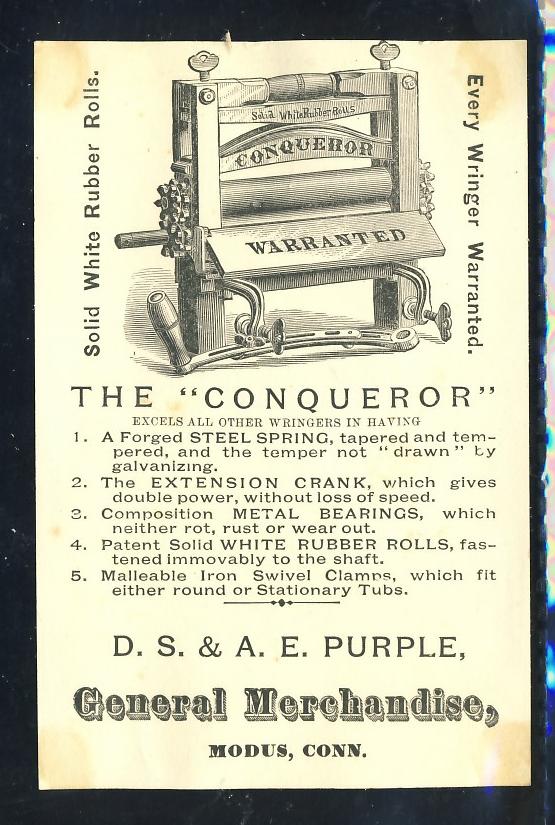 Solid White Rubber Rolls.
Every Wringer Warranted.
Solid White Rubber Rolls
CONQUEROR
WARRANTED
THE "CONQUEROR"
EXCELS ALL OTHER WRINGERS IN HAVING
1. A Forged STEEL SPRING, tapered and tem-
pered, and the temper not "drawn" by
galvanizing.
2. The EXTENSION CRANK, which gives
double power, without loss of speed.
3. Composition METAL BEARINGS, which
neither rot, rust or wear out.
4. Patent Solid WHITE RUBBER ROLLS, fas-
tened immovably to the shaft.
5. Malleable Iron Swivel Clamps, which fit
either round or Stationary Tubs.
D. S. & A. E. PURPLE,
General Merchandise,
MODUS, CONN.